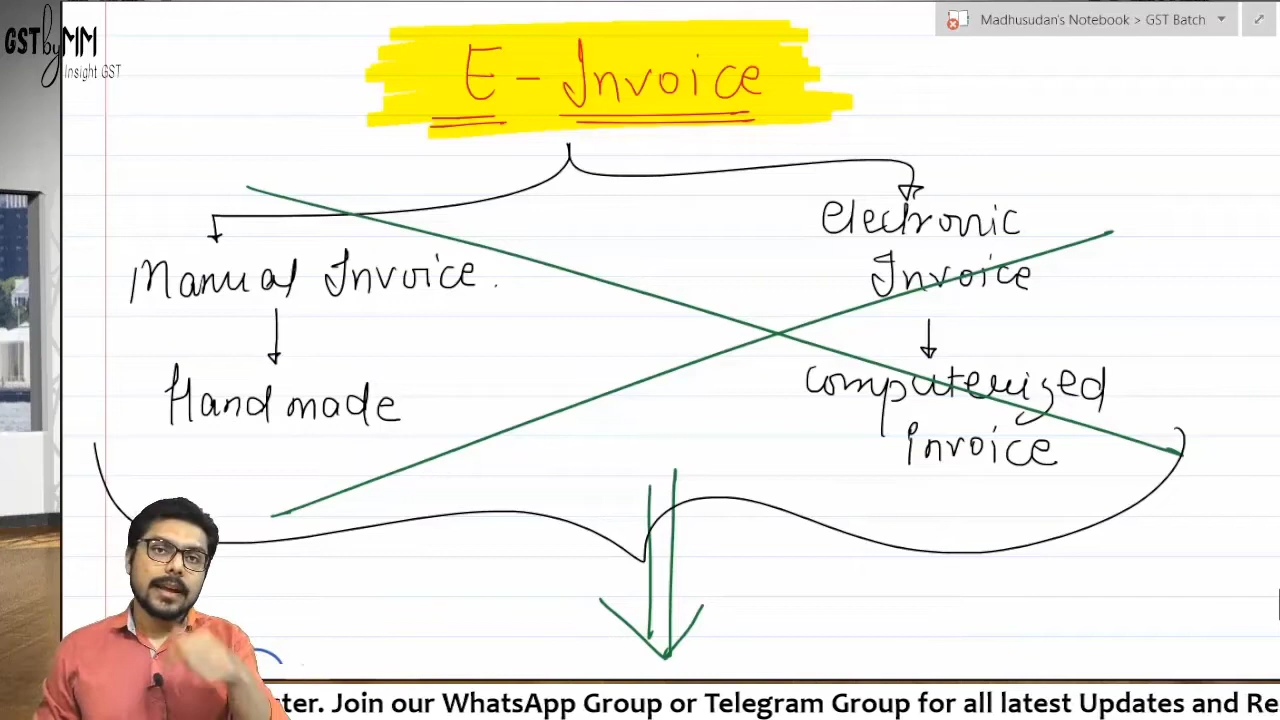 GST by MM
Insight GST
Madhusudan's Notebook > GST Batch
E - Invoice
Electronic
Invoice
Manual Invoice.
Handmade
Computerized
Invoice
ter. Join our WhatsApp Group or Telegram Group for all latest Updates and Re